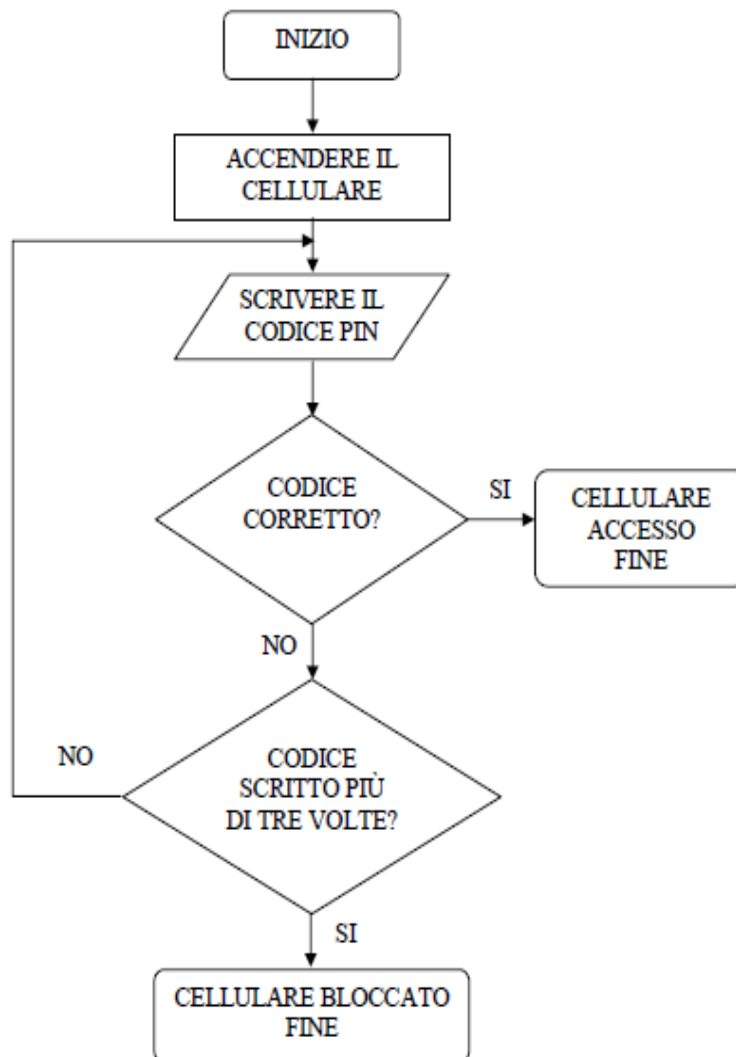 INIZIO
ACCENDERE IL
CELLULARE
SCRIVERE IL
CODICE PIN
CODICE
CORRETTO?
SI
CELLULARE
ACCESSO
FINE
NO
CODICE
SCRITTO PIÙ
DI TRE VOLTE?
NO
SI
CELLULARE BLOCCATO
FINE